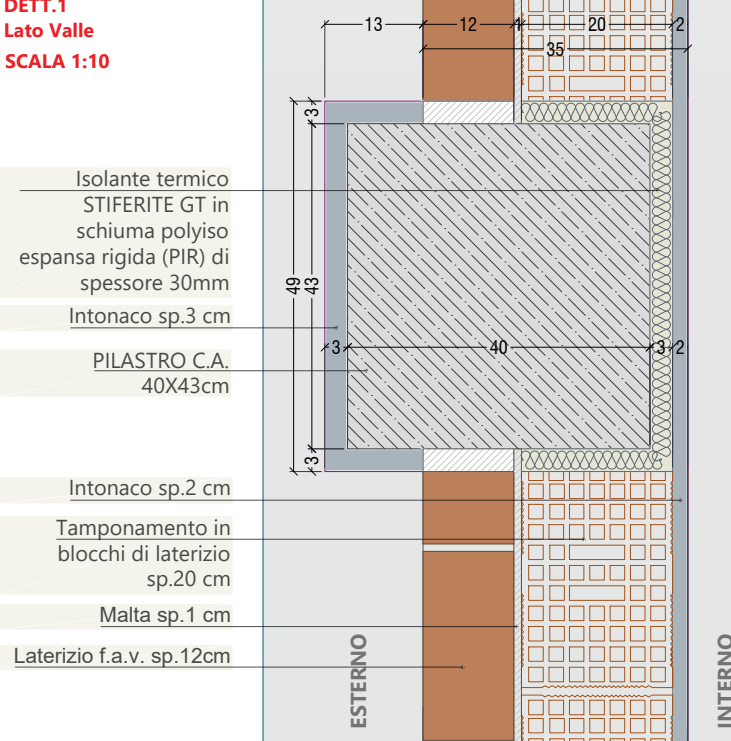 DETT.1
Lato Valle
SCALA 1:10
13
12
1
20
2
35
3
49
43
3
3
40
3
2
Isolante termico
STIFERITE GT in
schiuma polyiso
espansa rigida (PIR) di
spessore 30mm
Intonaco sp.3 cm
PILASTRO C.A.
40X43cm
Intonaco sp.2 cm
Tamponamento in
blocchi di laterizio
sp.20 cm
Malta sp.1 cm
Laterizio f.a.v. sp.12cm
ESTERNO
INTERNO